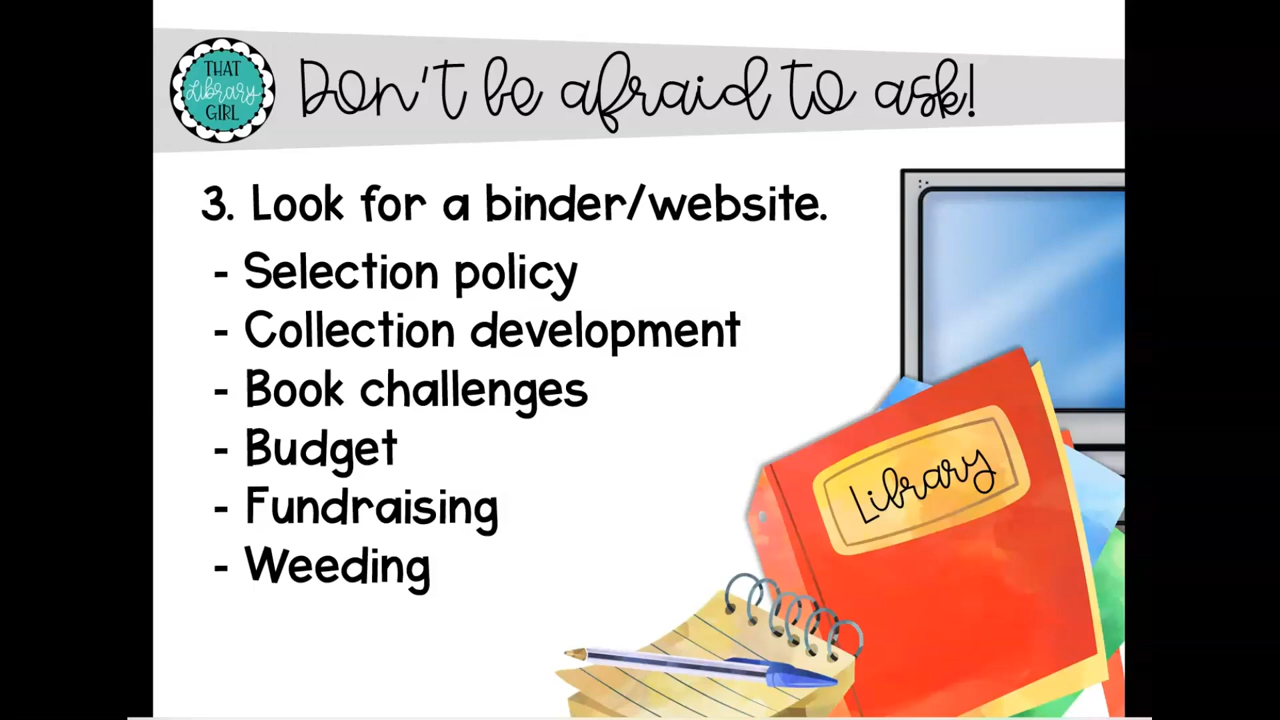 THAT
Library
GIRL
Don't be afraid to ask!
3. Look for a binder/website.
- Selection policy
- Collection development
- Book challenges
- Budget
- Fundraising
- Weeding
Library